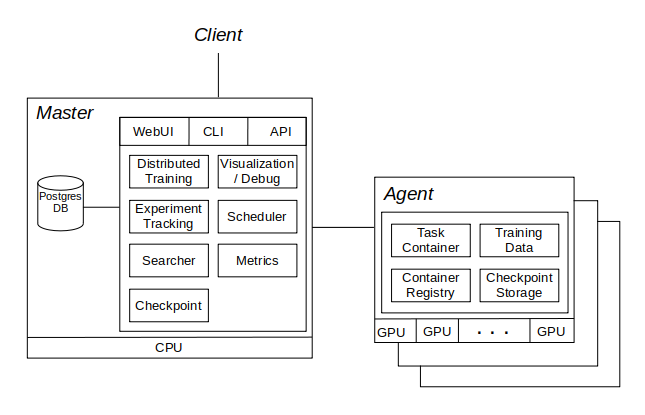 Client
Master
WebUI CLI API
Distributed
Training
Visualization
/ Debug
Postgres
DB
Experiment
Tracking
Scheduler
Searcher
Metrics
Checkpoint
CPU
Agent
Task
Container
Training
Data
Container
Registry
Checkpoint
Storage
GPU GPU . . . GPU